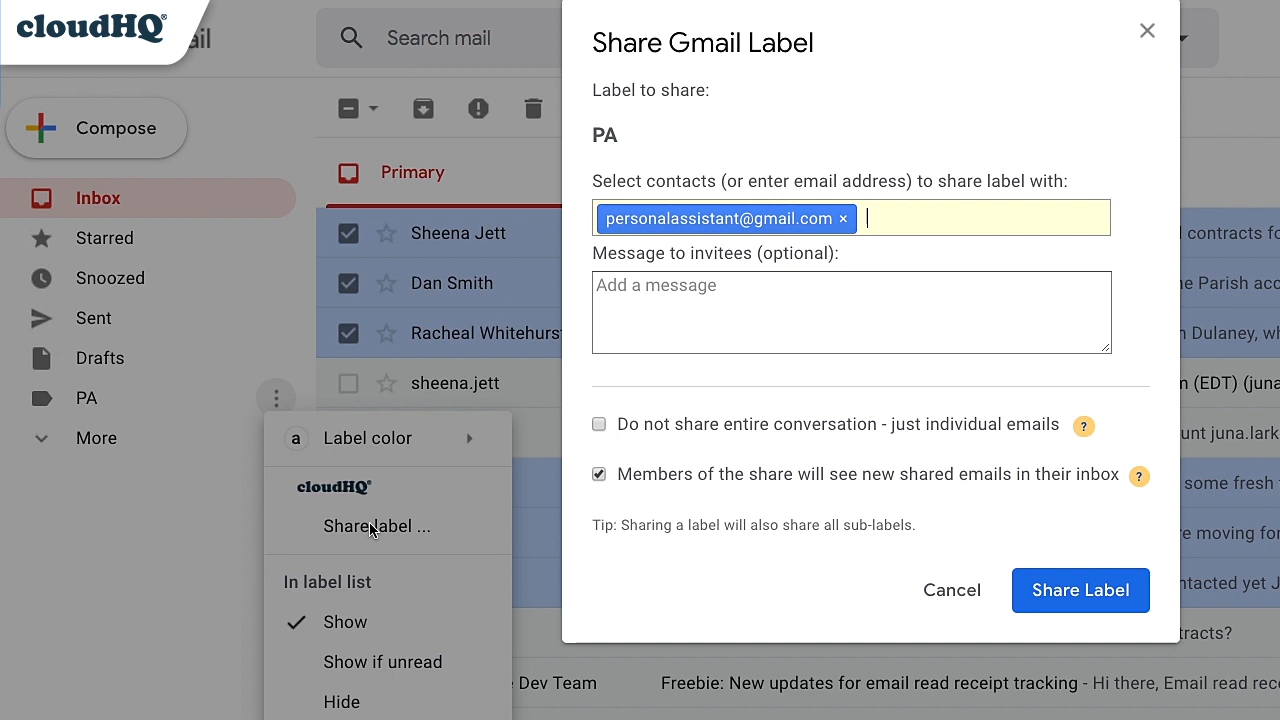 cloudHQ®
ail
Search mail
Compose
Inbox
Starred
Snoozed
Sent
Drafts
PA
More
Primary
Sheena Jett
contracts fo
Dan Smith
e Parish acc
Racheal Whitehurst
Dulaney, wh
sheena.jett
(EDT) (juna
unt juna.lark
some fresh
e moving for
ntacted yet J
tracts?
Dev Team
Freebie: New updates for email read receipt tracking - Hi there, Email read rece
a Label color
cloudHQ®
Share label ...
In label list
Show
Show if unread
Hide
Share Gmail Label
×
Label to share:
PA
Select contacts (or enter email address) to share label with:
personalassistant@gmail.com ×
Message to invitees (optional):
Add a message
Do not share entire conversation - just individual emails ?
Members of the share will see new shared emails in their inbox ?
Tip: Sharing a label will also share all sub-labels.
Cancel
Share Label